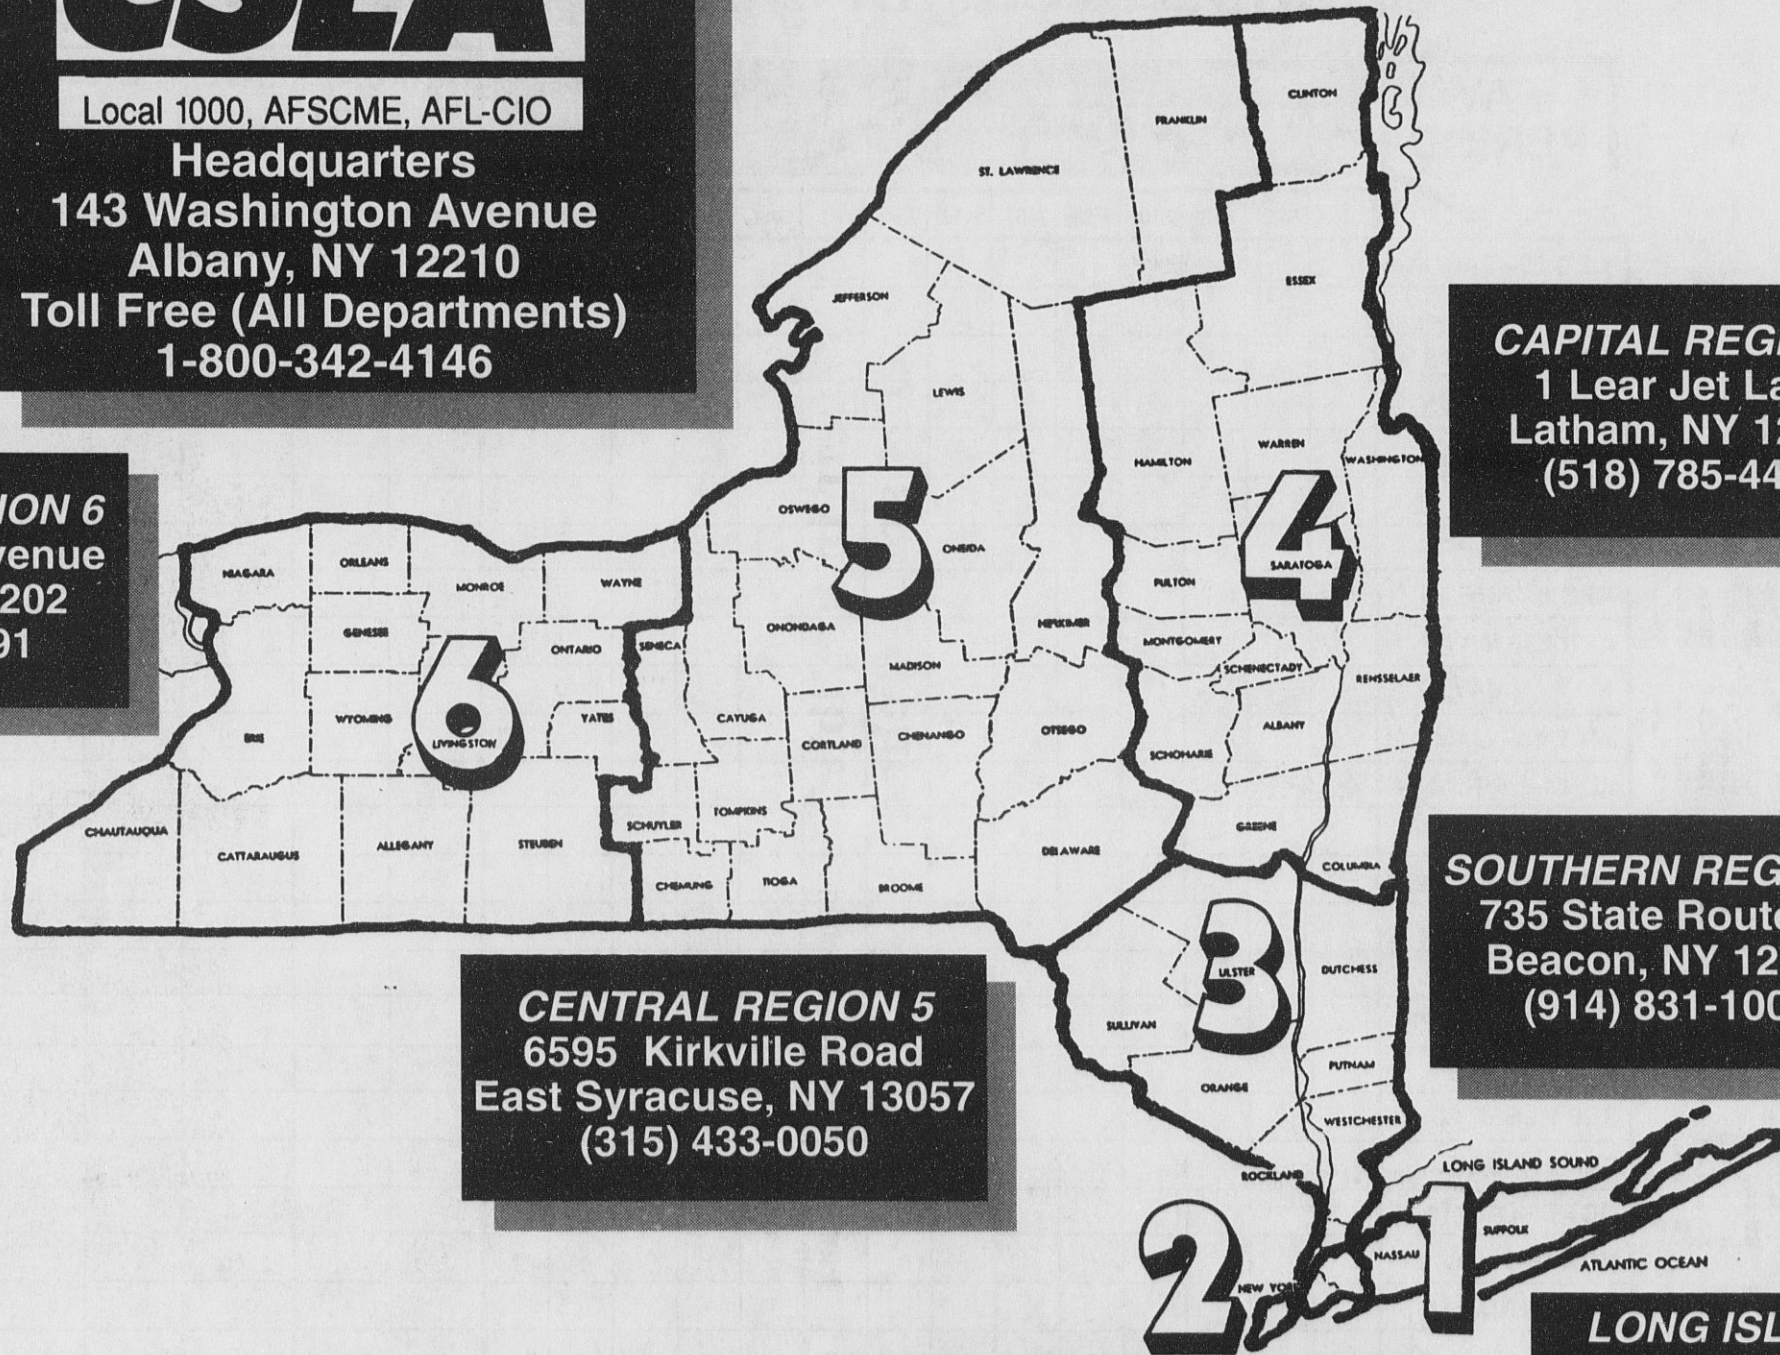 CSEA
Local 1000, AFSCME, AFL-CIO
Headquarters
143 Washington Avenue
Albany, NY 12210
Toll Free (All Departments)
1-800-342-4146
ION 6
venue
202
91
CAPITAL REGI
1 Lear Jet La
Latham, NY 12
(518) 785-44
SOUTHERN REG
735 State Route
Beacon, NY 12
(914) 831-100
CENTRAL REGION 5
6595 Kirkville Road
East Syracuse, NY 13057
(315) 433-0050
LONG ISL
CLINTON
FRANKLIN
ST. LAWRENCE
ESSEX
JEFFERSON
LEWIS
HAMILTON
WARREN
WASHINGTON
5
4
OSWEGO
ONEIDA
SARATOGA
NIAGARA
ORLEANS
MONROE
WAYNE
FULTON
GENESEE
ONTARIO
SENECA
ONONDAGA
MADISON
HERKIMER
MONTGOMERY
SCHENECTADY
RENSSELAER
6
ERIE
WYOMING
LIVINGSTON
YATES
CAYUGA
CORTLAND
CHENANGO
OTSEGO
SCHOHARIE
ALBANY
CHAUTAUQUA
CATTARAUGUS
ALLEGANY
STEUBEN
SCHUYLER
TOMPKINS
CHEMUNG
TIOGA
BROOME
DELAWARE
GREENE
COLUMBIA
3
ULSTER
DUTCHESS
SULLIVAN
PUTNAM
ORANGE
WESTCHESTER
ROCKLAND
LONG ISLAND SOUND
2
1
NEW YORK
NASSAU
SUFFOLK
ATLANTIC OCEAN